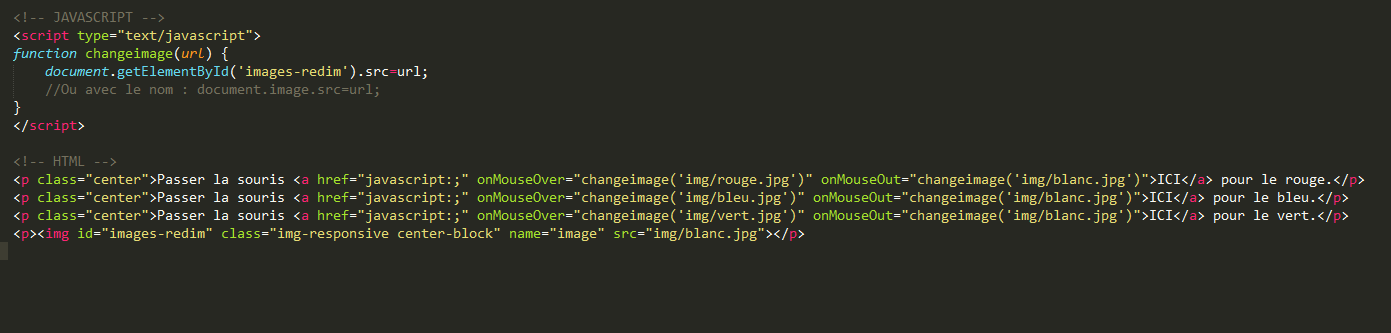 <!-- JAVASCRIPT -->
<script type="text/javascript">
function changeimage(url) {
    document.getElementById('images-redim').src=url;
    //Ou avec le nom : document.image.src=url;
}
</script>
<!-- HTML -->
<p class="center">Passer la souris <a href="javascript:;" onMouseOver="changeimage('img/rouge.jpg')" onMouseOut="changeimage('img/blanc.jpg')">ICI</a> pour le rouge.</p>
<p class="center">Passer la souris <a href="javascript:;" onMouseOver="changeimage('img/bleu.jpg')" onMouseOut="changeimage('img/blanc.jpg')">ICI</a> pour le bleu.</p>
<p class="center">Passer la souris <a href="javascript:;" onMouseOver="changeimage('img/vert.jpg')" onMouseOut="changeimage('img/blanc.jpg')">ICI</a> pour le vert.</p>
<p><img id="images-redim" class="img-responsive center-block" name="image" src="img/blanc.jpg"></p>